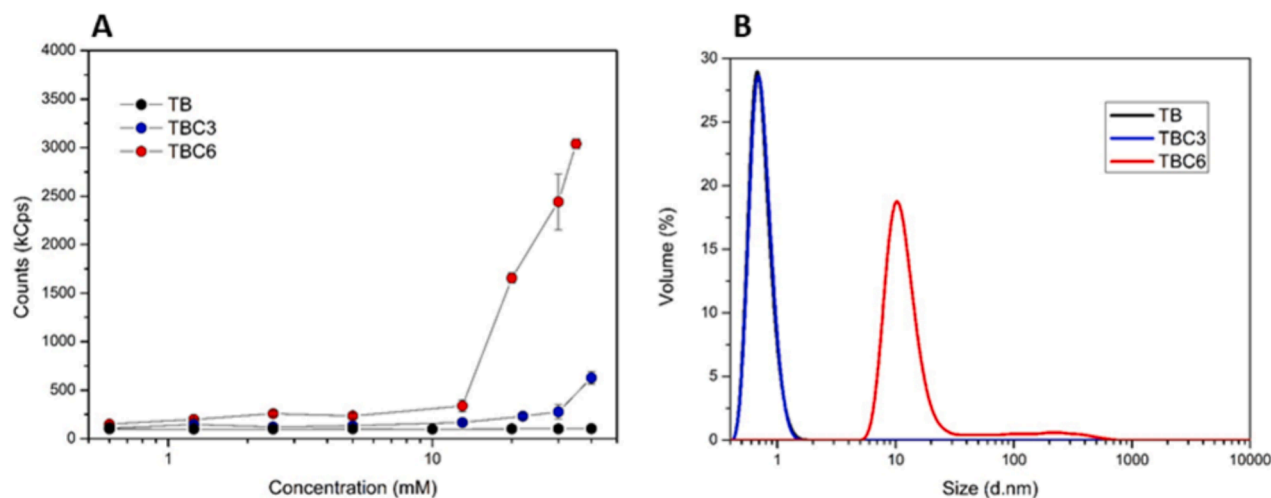 A
4000
3500
3000
2500
2000
1500
1000
500
0
Counts (kCps)
TB
TBC3
TBC6
1
10
Concentration (mM)
B
30
25
20
15
10
5
0
Volume (%)
TB
TBC3
TBC6
1
10
100
1000
10000
Size (d.nm)